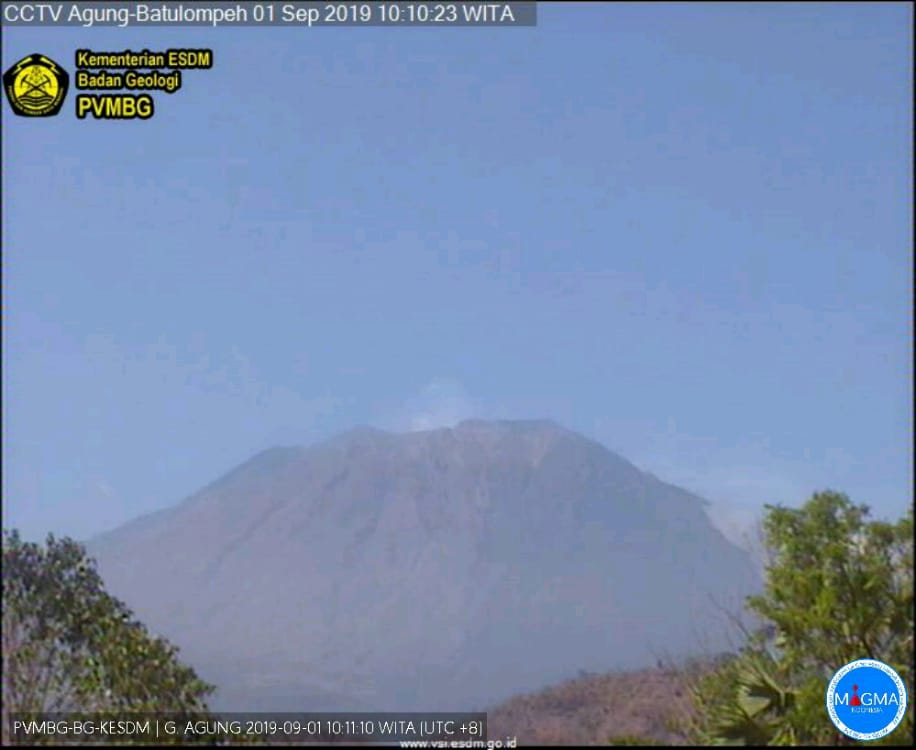 CCTV Agung-Batulompeh 01 Sep 2019 10:10:23 WITA
Kementerian ESDM
Badan Geologi
PVMBG
MAGMA
INDONESIA
PVMBG-BG-KESDM | G. AGUNG 2019-09-01 10:11:10 WITA (UTC +8)
www.vsi.esdm.go.id